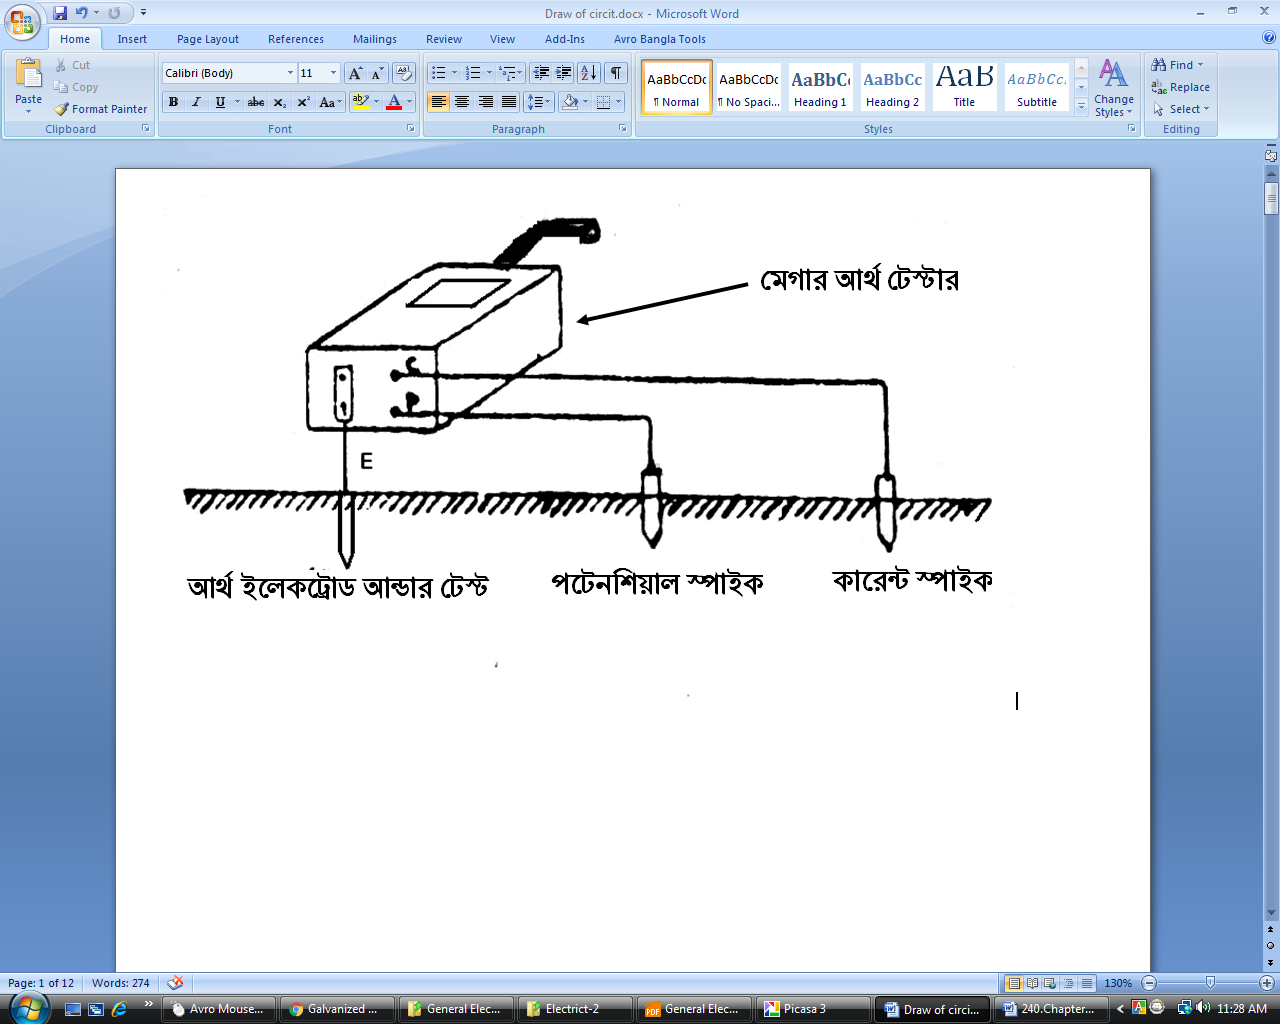 Draw of circit.docx - Microsoft Word
Home Insert Page Layout References Mailings Review View Add-Ins Avro Bangla Tools
Paste
Cut
Copy
Format Painter
Clipboard
Calibri (Body) 11
Font
Paragraph
AaBbCcDc AaBbCcDc AaBbCc AaBbCc AaB AaBbCc.
¶ Normal ¶ No Spaci... Heading 1 Heading 2 Title Subtitle
Styles
Change Styles
Find
Replace
Select
Editing
মেগার আর্থ টেস্টার
C
P
E
আর্থ ইলেকট্রোড আন্ডার টেস্ট পটেনশিয়াল স্পাইক কারেন্ট স্পাইক
Page: 1 of 12 Words: 274 130%
Avro Mouse... Galvanized ... General Elec... Electrict-2 General Elec... Picasa 3 Draw of circi... 240.Chapter... 11:28 AM